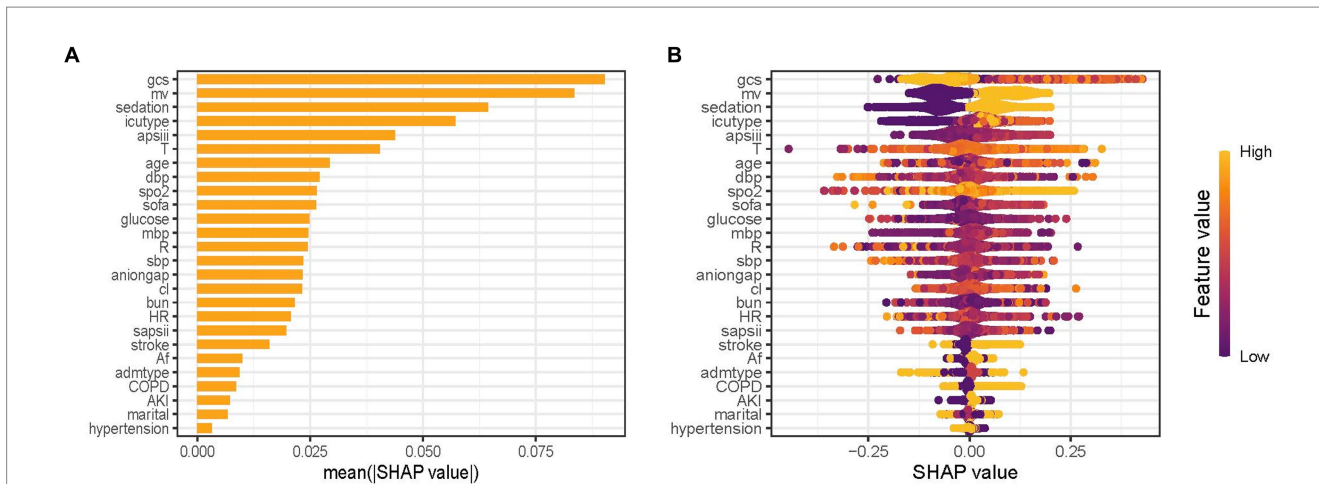 A
gcs
mv
sedation
icutype
apsiii
T
age
dbp
spo2
sofa
glucose
mbp
R
sbp
aniongap
cl
bun
HR
sapsii
stroke
Af
admtype
COPD
AKI
marital
hypertension
0.000 0.025 0.050 0.075
mean(|SHAP value|)
B
gcs
mv
sedation
icutype
apsiii
T
age
dbp
spo2
sofa
glucose
mbp
R
sbp
aniongap
cl
bun
HR
sapsii
stroke
Af
admtype
COPD
AKI
marital
hypertension
−0.25 0.00 0.25
SHAP value
High
Feature value
Low